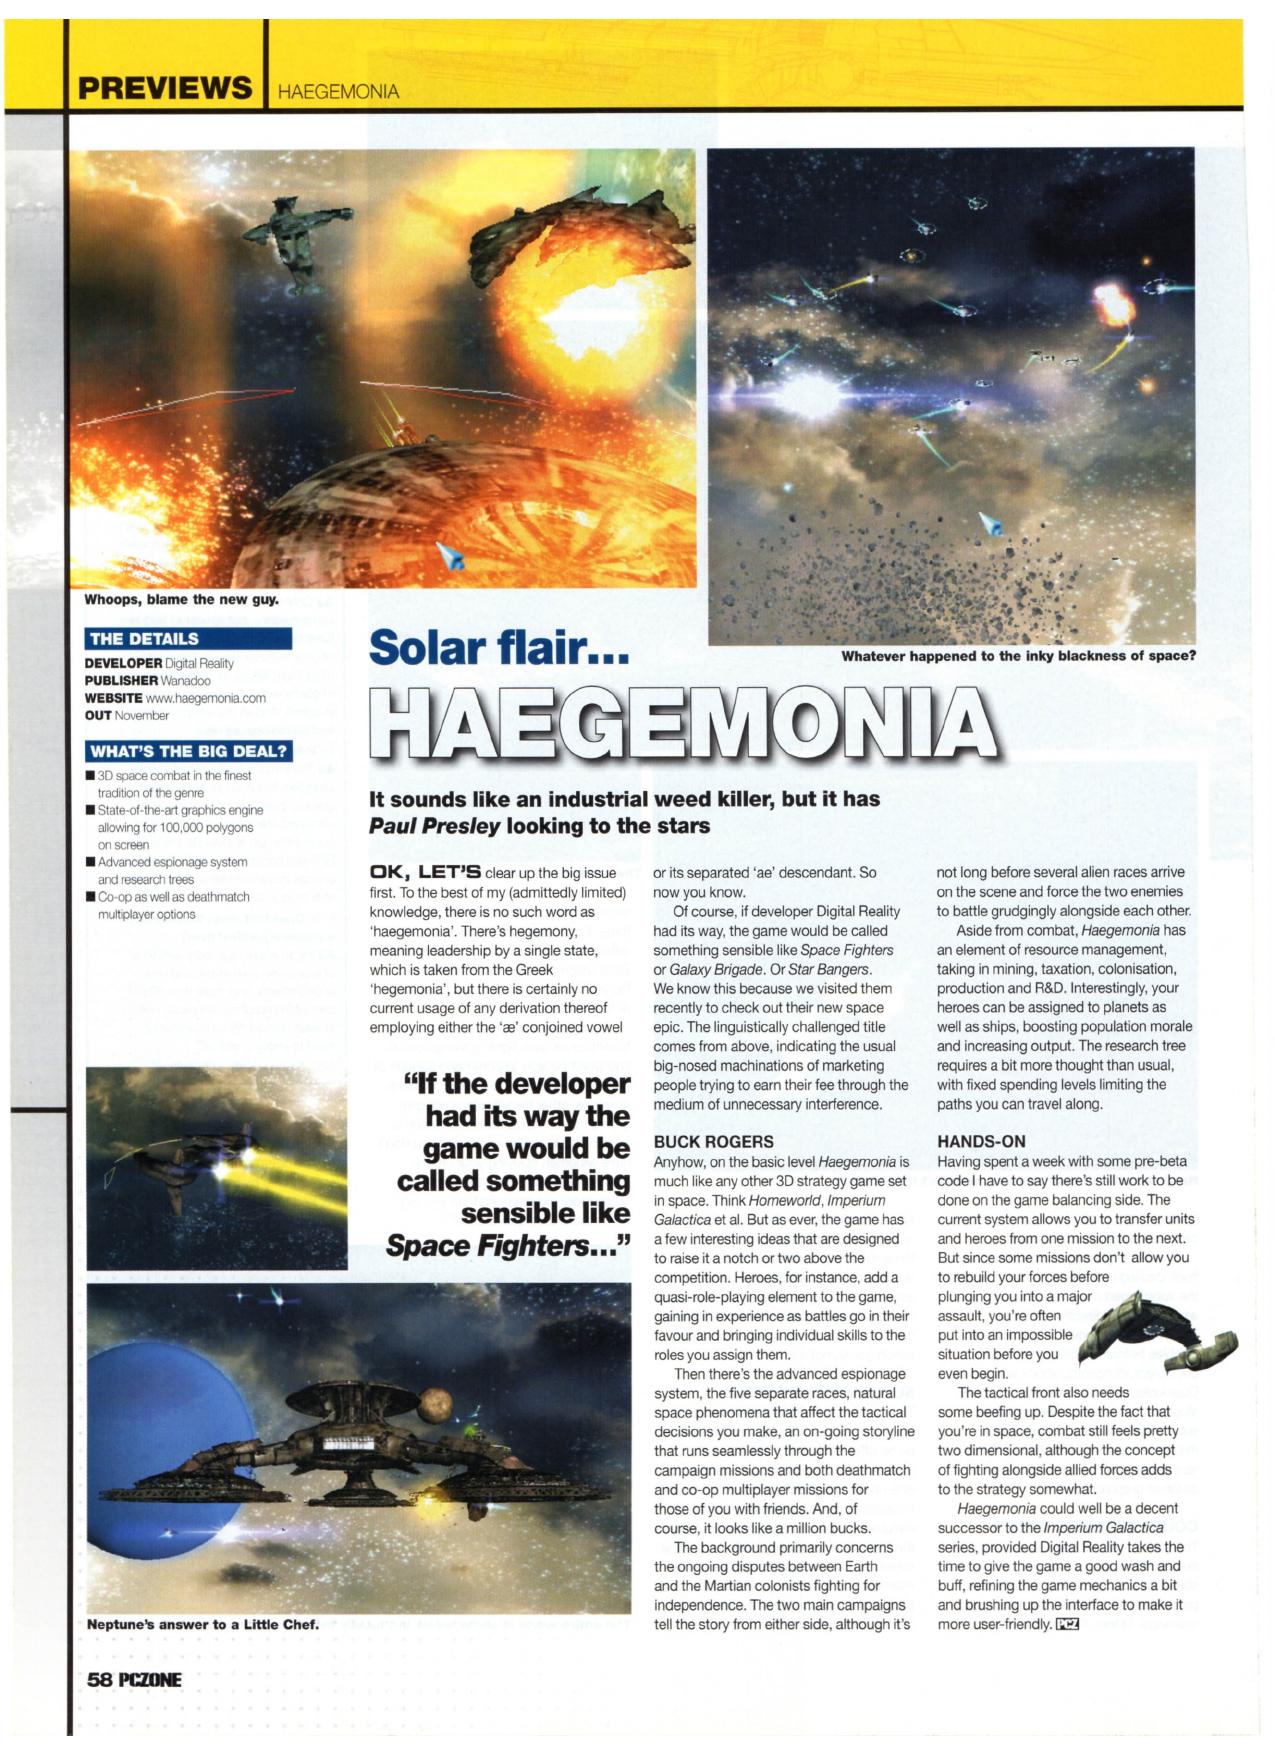 PREVIEWS HAEGEMONIA
Whoops, blame the new guy.
Whatever happened to the inky blackness of space?
THE DETAILS
DEVELOPER Digital Reality
PUBLISHER Wanadoo
WEBSITE www.haegemonia.com
OUT November
WHAT'S THE BIG DEAL?
■ 3D space combat in the finest
tradition of the genre
■ State-of-the-art graphics engine
allowing for 100,000 polygons
on screen
■ Advanced espionage system
and research trees
■ Co-op as well as deathmatch
multiplayer options
Solar flair...
HAEGEMONIA
It sounds like an industrial weed killer, but it has
Paul Presley looking to the stars
OK, LET'S clear up the big issue
first. To the best of my (admittedly limited)
knowledge, there is no such word as
'haegemonia'. There's hegemony,
meaning leadership by a single state,
which is taken from the Greek
'hegemonia', but there is certainly no
current usage of any derivation thereof
employing either the 'æ' conjoined vowel
"If the developer
had its way the
game would be
called something
sensible like
Space Fighters..."
or its separated 'ae' descendant. So
now you know.
Of course, if developer Digital Reality
had its way, the game would be called
something sensible like Space Fighters
or Galaxy Brigade. Or Star Bangers.
We know this because we visited them
recently to check out their new space
epic. The linguistically challenged title
comes from above, indicating the usual
big-nosed machinations of marketing
people trying to earn their fee through the
medium of unnecessary interference.
BUCK ROGERS
Anyhow, on the basic level Haegemonia is
much like any other 3D strategy game set
in space. Think Homeworld, Imperium
Galactica et al. But as ever, the game has
a few interesting ideas that are designed
to raise it a notch or two above the
competition. Heroes, for instance, add a
quasi-role-playing element to the game,
gaining in experience as battles go in their
favour and bringing individual skills to the
roles you assign them.
Then there's the advanced espionage
system, the five separate races, natural
space phenomena that affect the tactical
decisions you make, an on-going storyline
that runs seamlessly through the
campaign missions and both deathmatch
and co-op multiplayer missions for
those of you with friends. And, of
course, it looks like a million bucks.
The background primarily concerns
the ongoing disputes between Earth
and the Martian colonists fighting for
independence. The two main campaigns
tell the story from either side, although it's
not long before several alien races arrive
on the scene and force the two enemies
to battle grudgingly alongside each other.
Aside from combat, Haegemonia has
an element of resource management,
taking in mining, taxation, colonisation,
production and R&D. Interestingly, your
heroes can be assigned to planets as
well as ships, boosting population morale
and increasing output. The research tree
requires a bit more thought than usual,
with fixed spending levels limiting the
paths you can travel along.
HANDS-ON
Having spent a week with some pre-beta
code I have to say there's still work to be
done on the game balancing side. The
current system allows you to transfer units
and heroes from one mission to the next.
But since some missions don't allow you
to rebuild your forces before
plunging you into a major
assault, you're often
put into an impossible
situation before you
even begin.
The tactical front also needs
some beefing up. Despite the fact that
you're in space, combat still feels pretty
two dimensional, although the concept
of fighting alongside allied forces adds
to the strategy somewhat.
Haegemonia could well be a decent
successor to the Imperium Galactica
series, provided Digital Reality takes the
time to give the game a good wash and
buff, refining the game mechanics a bit
and brushing up the interface to make it
more user-friendly. PCZ
Neptune's answer to a Little Chef.
58 PCZONE